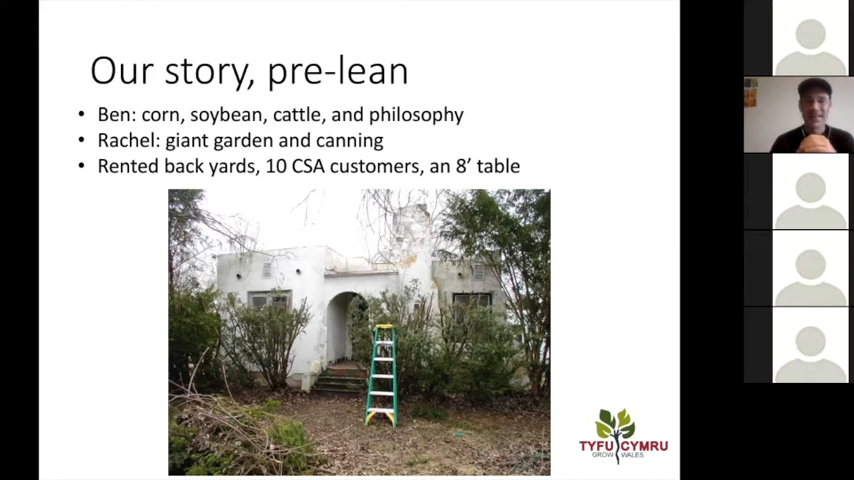 Our story, pre-lean
• Ben: corn, soybean, cattle, and philosophy
• Rachel: giant garden and canning
• Rented back yards, 10 CSA customers, an 8’ table
TYFU CYMRU
GROW WALES